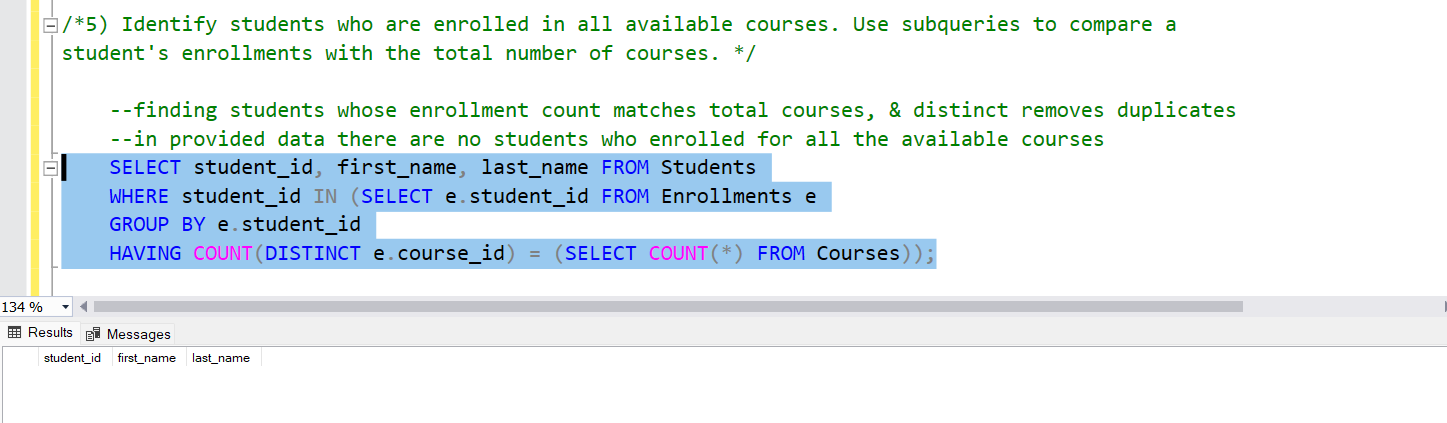 /*5) Identify students who are enrolled in all available courses. Use subqueries to compare a
student's enrollments with the total number of courses. */
--finding students whose enrollment count matches total courses, & distinct removes duplicates
--in provided data there are no students who enrolled for all the available courses
SELECT student_id, first_name, last_name FROM Students
WHERE student_id IN (SELECT e.student_id FROM Enrollments e
GROUP BY e.student_id
HAVING COUNT(DISTINCT e.course_id) = (SELECT COUNT(*) FROM Courses));
134 %
Results Messages
student_id first_name last_name